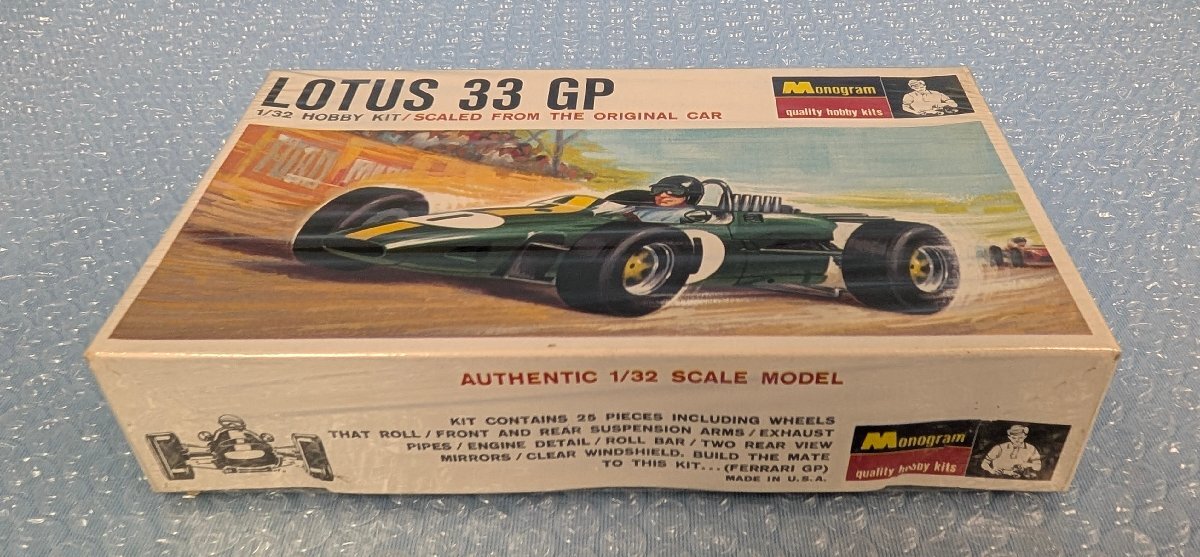 LOTUS 33 GP
1/32 HOBBY KIT/SCALED FROM THE ORIGINAL CAR
Monogram
quality hobby kits
1
1
AUTHENTIC 1/32 SCALE MODEL
KIT CONTAINS 25 PIECES INCLUDING WHEELS
THAT ROLL/FRONT AND REAR SUSPENSION ARMS/EXHAUST
PIPES/ENGINE DETAIL/ROLL BAR/TWO REAR VIEW
MIRRORS/CLEAR WINDSHIELD. BUILD THE MATE
TO THIS KIT...(FERRARI GP)
MADE IN U.S.A.
Monogram
quality hobby kits